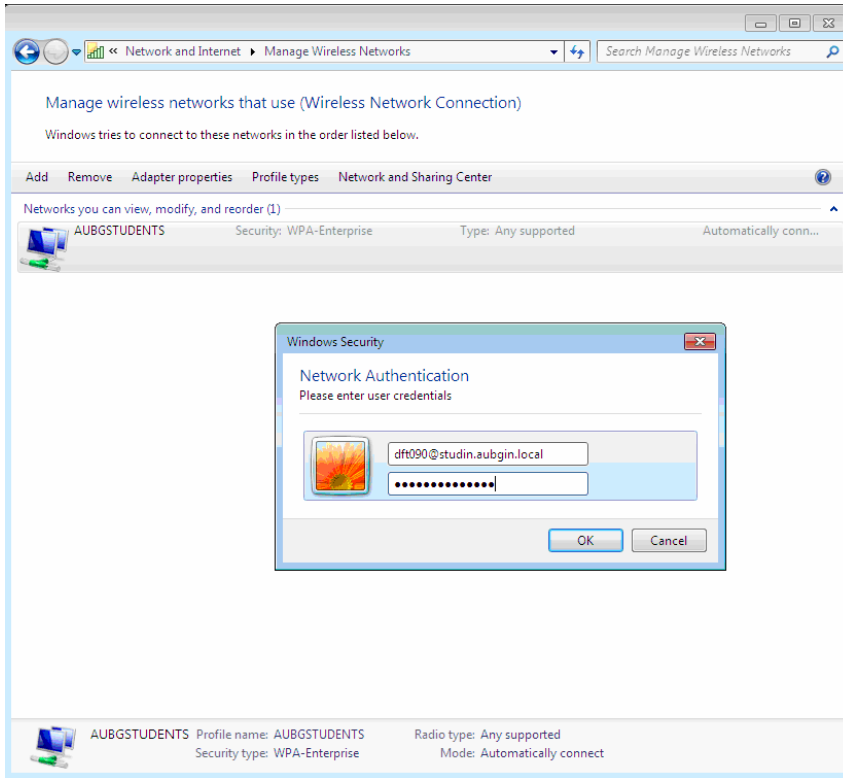 « Network and Internet ▸ Manage Wireless Networks Search Manage Wireless Networks
Manage wireless networks that use (Wireless Network Connection)
Windows tries to connect to these networks in the order listed below.
Add Remove Adapter properties Profile types Network and Sharing Center
Networks you can view, modify, and reorder (1)
AUBGSTUDENTS Security: WPA-Enterprise Type: Any supported Automatically conn...
Windows Security
Network Authentication
Please enter user credentials
dft090@studin.aubgin.local
●●●●●●●●●●●●●●
OK Cancel
AUBGSTUDENTS Profile name: AUBGSTUDENTS Radio type: Any supported
Security type: WPA-Enterprise Mode: Automatically connect